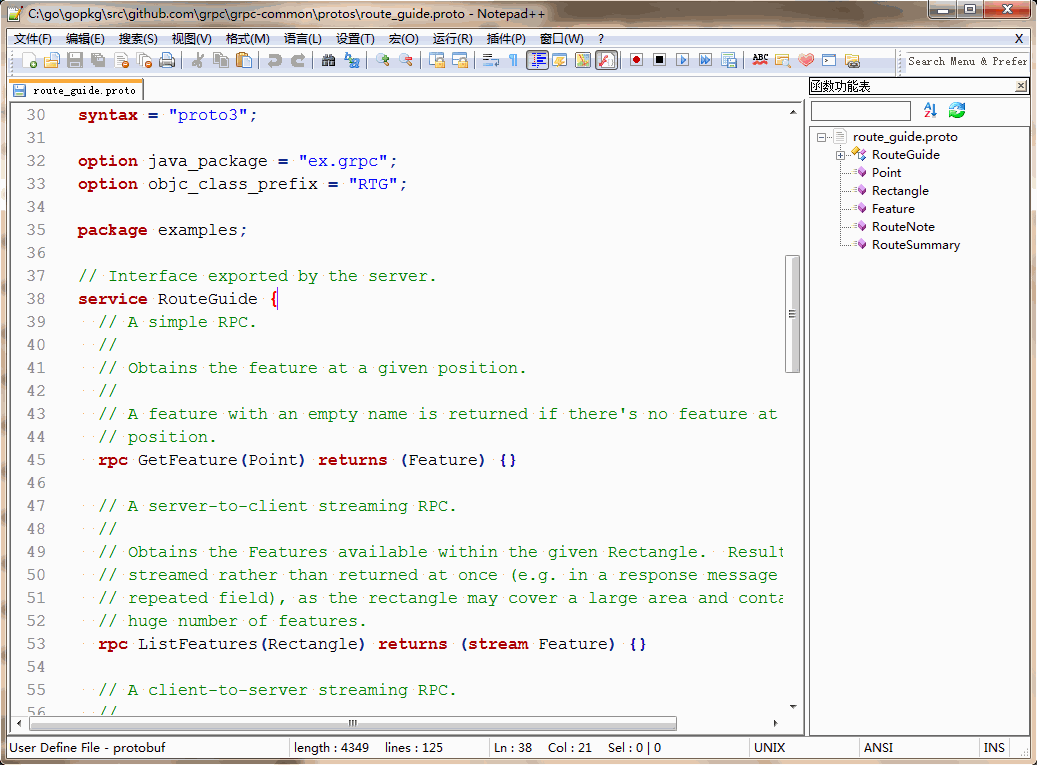 C:\go\gopkg\src\github.com\grpc\grpc-common\protos\route_guide.proto - Notepad++
文件(F) 编辑(E) 搜索(S) 视图(V) 格式(M) 语言(L) 设置(T) 宏(O) 运行(R) 插件(P) 窗口(W) ? X
ABC
Search Menu & Prefer
route_guide.proto
函数功能表
30 syntax = "proto3";
31
32 option java_package = "ex.grpc";
33 option objc_class_prefix = "RTG";
34
35 package examples;
36
37 // Interface exported by the server.
38 service RouteGuide {
39 // A simple RPC.
40 //
41 // Obtains the feature at a given position.
42 //
43 // A feature with an empty name is returned if there's no feature at
44 // position.
45 rpc GetFeature(Point) returns (Feature) {}
46
47 // A server-to-client streaming RPC.
48 //
49 // Obtains the Features available within the given Rectangle.  Result
50 // streamed rather than returned at once (e.g. in a response message
51 // repeated field), as the rectangle may cover a large area and conta
52 // huge number of features.
53 rpc ListFeatures(Rectangle) returns (stream Feature) {}
54
55 // A client-to-server streaming RPC.
56 //
route_guide.proto
RouteGuide
Point
Rectangle
Feature
RouteNote
RouteSummary
User Define File - protobuf length : 4349 lines : 125 Ln : 38 Col : 21 Sel : 0 | 0 UNIX ANSI INS